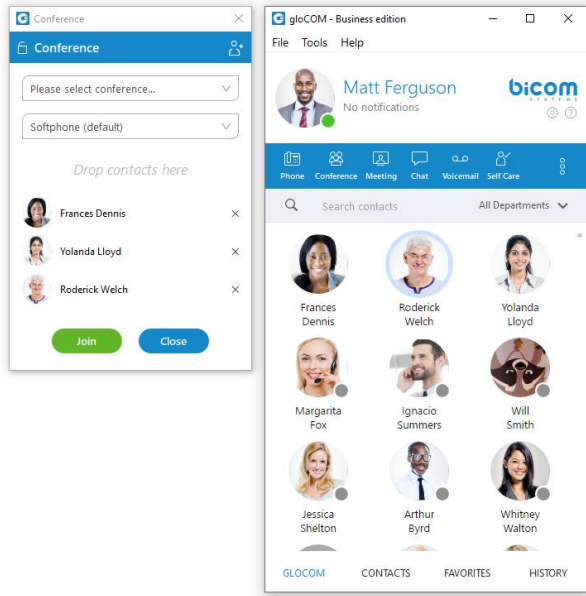 Conference
Conference
Please select conference...
Softphone (default)
Drop contacts here
Frances Dennis
Yolanda Lloyd
Roderick Welch
Join Close
gloCOM - Business edition
File Tools Help
Matt Ferguson
No notifications
bicom
SYSTEMS
Phone Conference Meeting Chat Voicemail Self Care
Search contacts All Departments
Frances Dennis
Roderick Welch
Yolanda Lloyd
Margarita Fox
Ignacio Summers
Will Smith
Jessica Shelton
Arthur Byrd
Whitney Walton
GLOCOM CONTACTS FAVORITES HISTORY